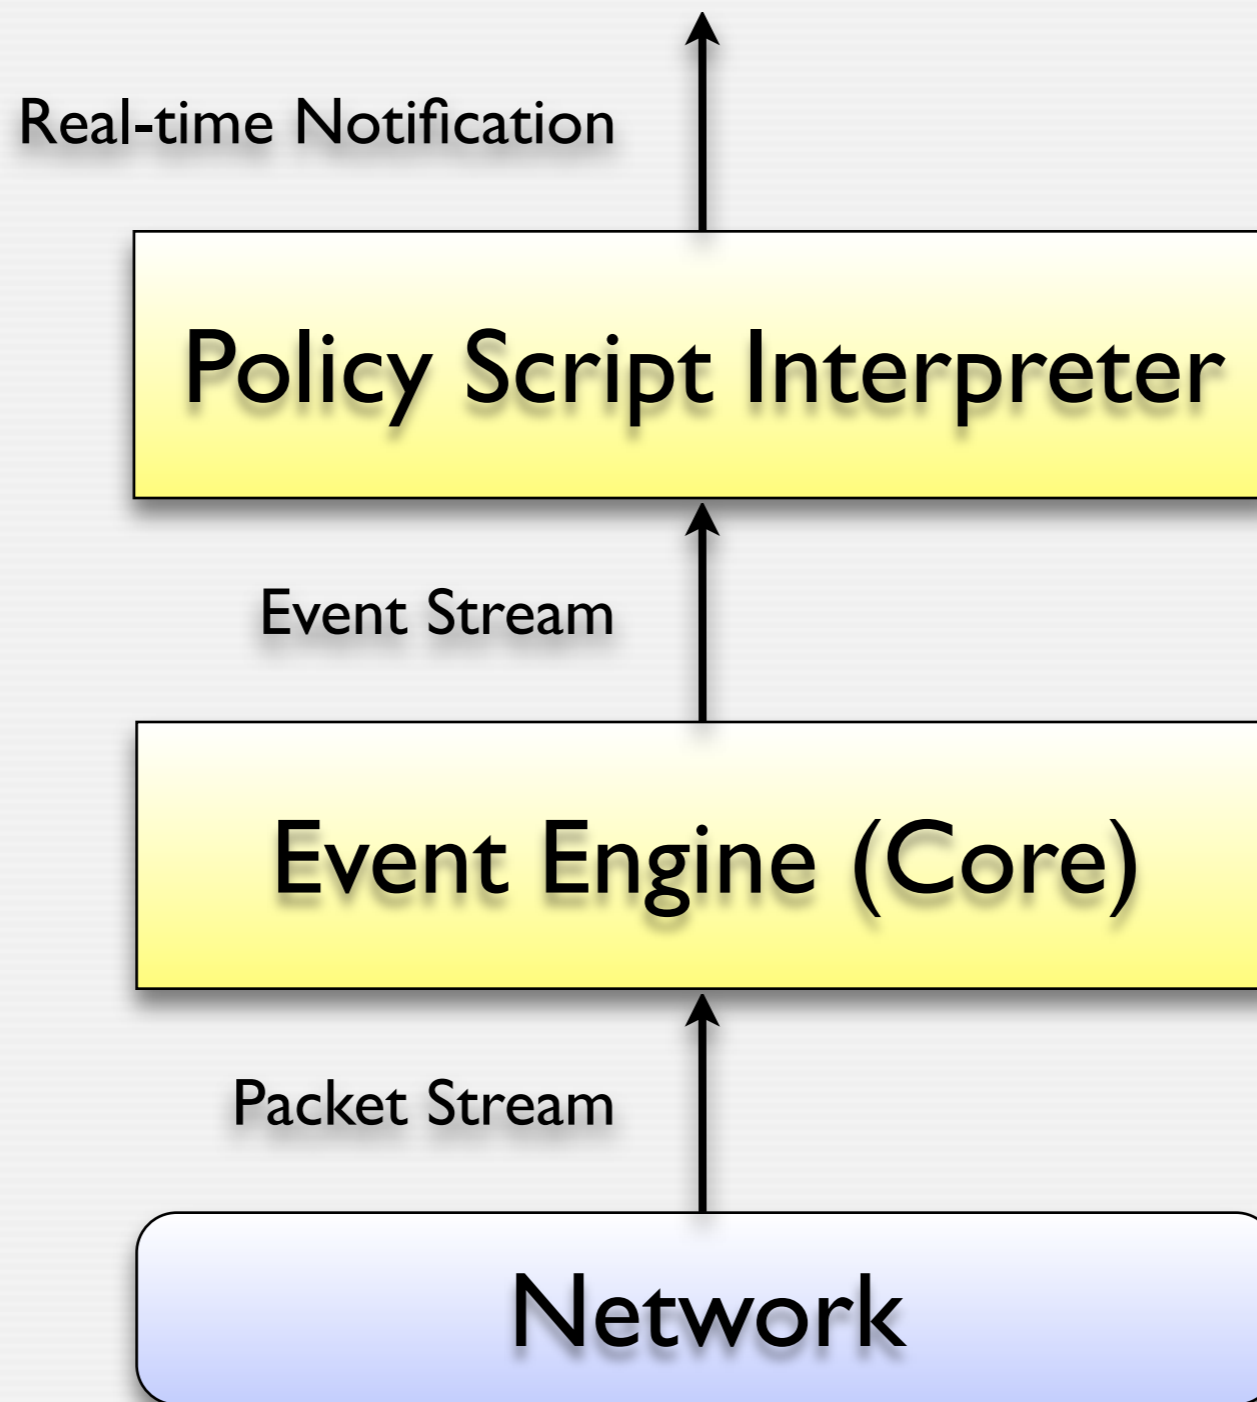 Real-time Notification
Policy Script Interpreter
Event Stream
Event Engine (Core)
Packet Stream
Network